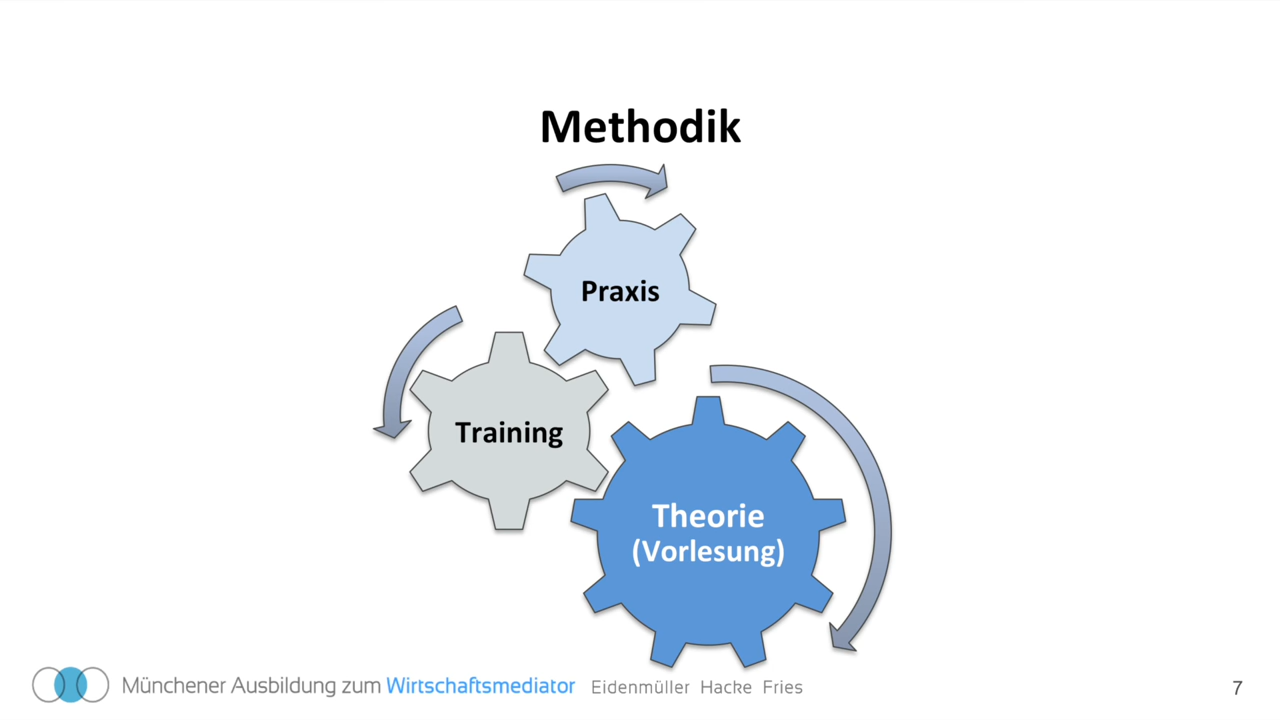 Methodik
Praxis
Training
Theorie
(Vorlesung)
Münchener Ausbildung zum Wirtschaftsmediator Eidenmüller Hacke Fries
7